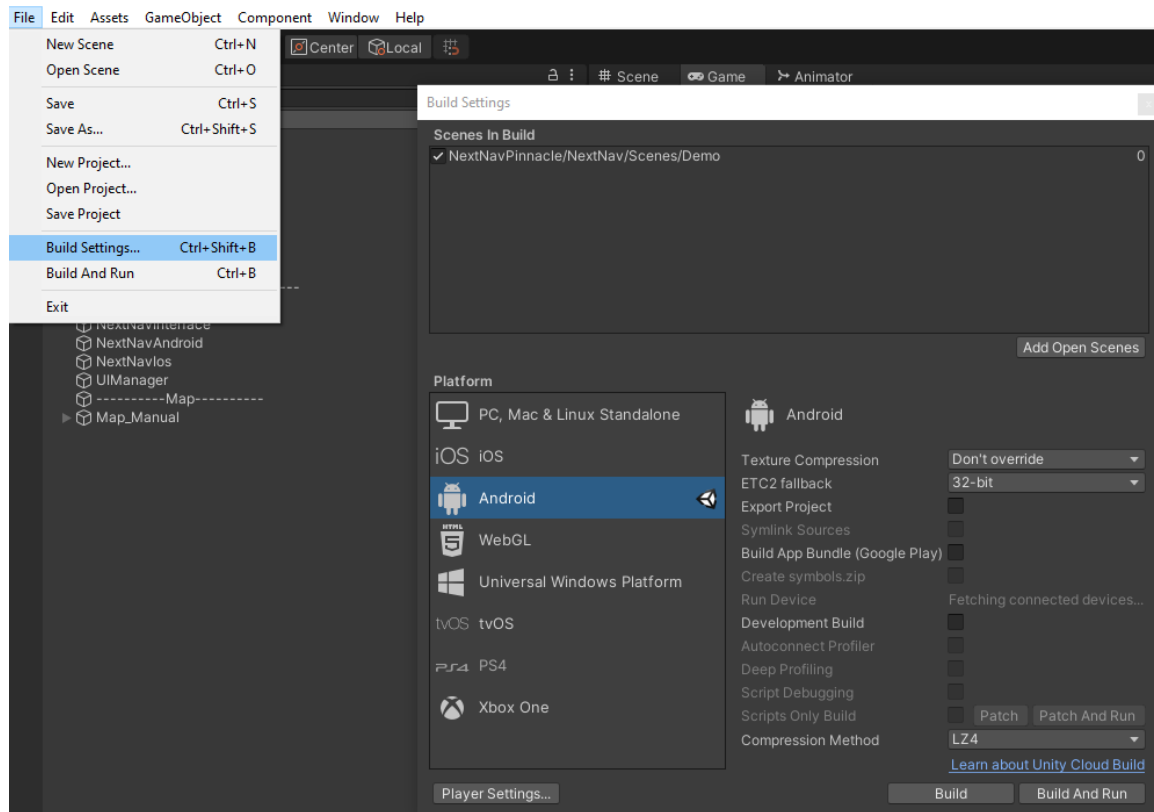 File Edit Assets GameObject Component Window Help
New Scene Ctrl+N
Open Scene Ctrl+O
Save Ctrl+S
Save As... Ctrl+Shift+S
New Project...
Open Project...
Save Project
Build Settings... Ctrl+Shift+B
Build And Run Ctrl+B
Exit
Center Local
Scene Game Animator
NextNavInterface
NextNavAndroid
NextNavIos
UIManager
----------Map----------
Map_Manual
Build Settings
Scenes In Build
NextNavPinnacle/NextNav/Scenes/Demo 0
Add Open Scenes
Platform
PC, Mac & Linux Standalone
iOS iOS
Android
HTML 5 WebGL
Universal Windows Platform
tvOS tvOS
PS4 PS4
Xbox One
Android
Texture Compression Don't override
ETC2 fallback 32-bit
Export Project
Symlink Sources
Build App Bundle (Google Play)
Create symbols.zip
Run Device Fetching connected devices...
Development Build
Autoconnect Profiler
Deep Profiling
Script Debugging
Scripts Only Build Patch Patch And Run
Compression Method LZ4
Learn about Unity Cloud Build
Player Settings... Build Build And Run